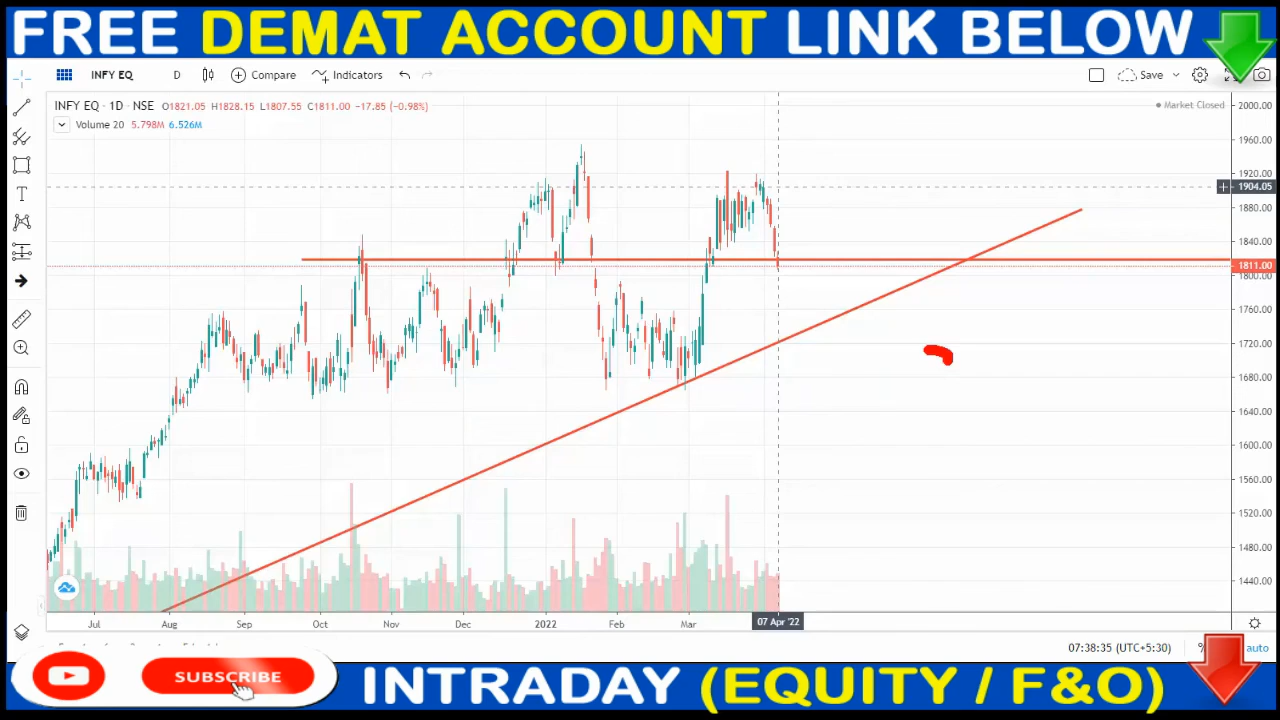 FREE DEMAT ACCOUNT LINK BELOW
INFY EQ D Compare Indicators Save
INFY EQ · 1D · NSE O1821.05 H1828.15 L1807.55 C1811.00 −17.85 (−0.98%)
Market Closed
Volume 20 5.798M 6.526M
2000.00
1960.00
1920.00
1904.05
1880.00
1840.00
1811.00
1800.00
1760.00
1720.00
1680.00
1640.00
1600.00
1560.00
1520.00
1480.00
1440.00
Jul Aug Sep Oct Nov Dec 2022 Feb Mar 07 Apr '22
07:38:35 (UTC+5:30) % auto
SUBSCRIBE
INTRADAY (EQUITY / F&O)